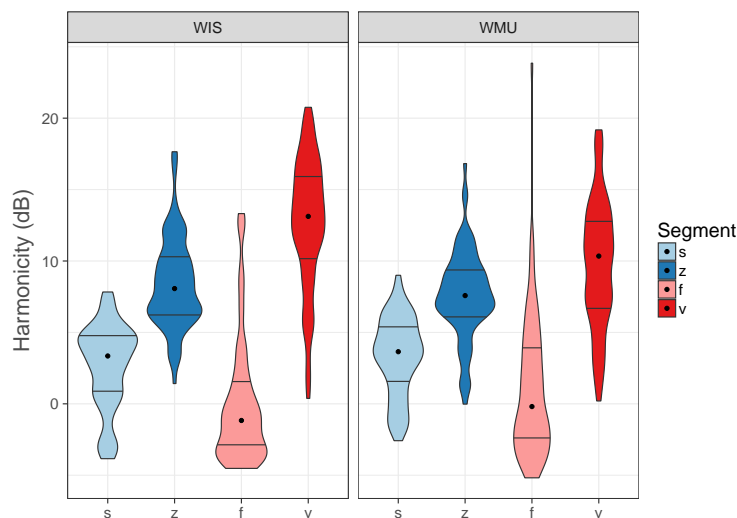 WIS WMU
Harmonicity (dB)
20
10
0
s z f v s z f v
Segment
s
z
f
v